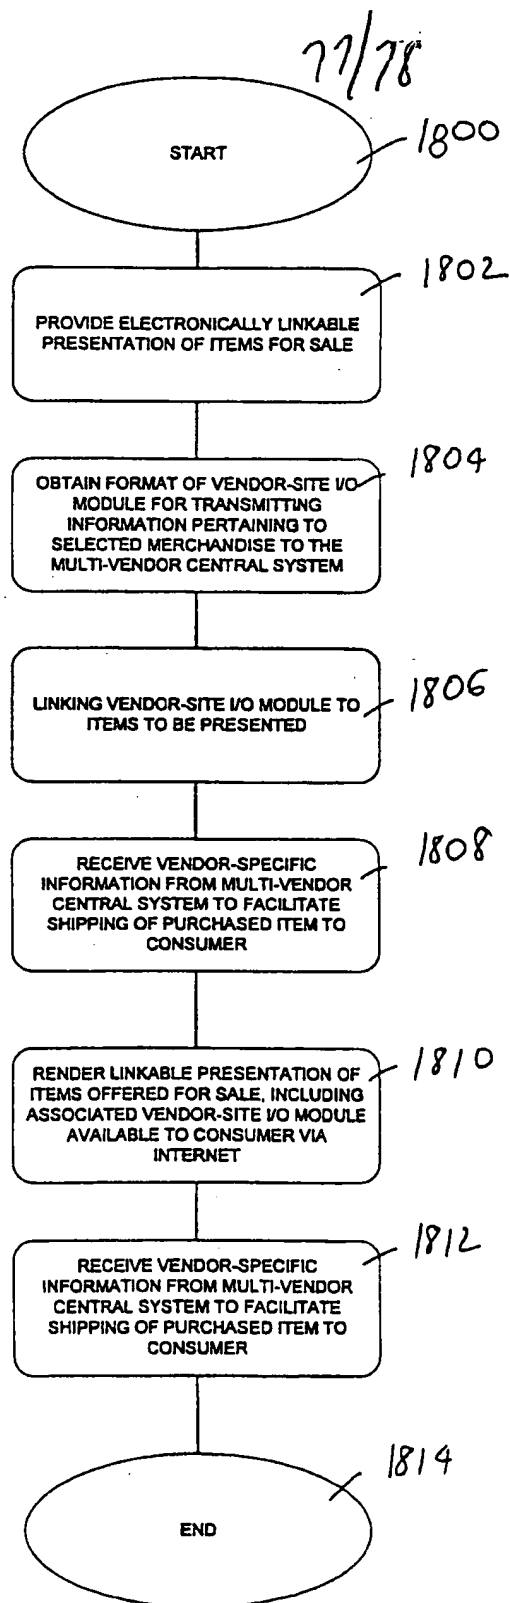 77/78
START
1800
1802
PROVIDE ELECTRONICALLY LINKABLE
PRESENTATION OF ITEMS FOR SALE
1804
OBTAIN FORMAT OF VENDOR-SITE I/O
MODULE FOR TRANSMITTING
INFORMATION PERTAINING TO
SELECTED MERCHANDISE TO THE
MULTI-VENDOR CENTRAL SYSTEM
1806
LINKING VENDOR-SITE I/O MODULE TO
ITEMS TO BE PRESENTED
1808
RECEIVE VENDOR-SPECIFIC
INFORMATION FROM MULTI-VENDOR
CENTRAL SYSTEM TO FACILITATE
SHIPPING OF PURCHASED ITEM TO
CONSUMER
1810
RENDER LINKABLE PRESENTATION OF
ITEMS OFFERED FOR SALE, INCLUDING
ASSOCIATED VENDOR-SITE I/O MODULE
AVAILABLE TO CONSUMER VIA
INTERNET
1812
RECEIVE VENDOR-SPECIFIC
INFORMATION FROM MULTI-VENDOR
CENTRAL SYSTEM TO FACILITATE
SHIPPING OF PURCHASED ITEM TO
CONSUMER
1814
END